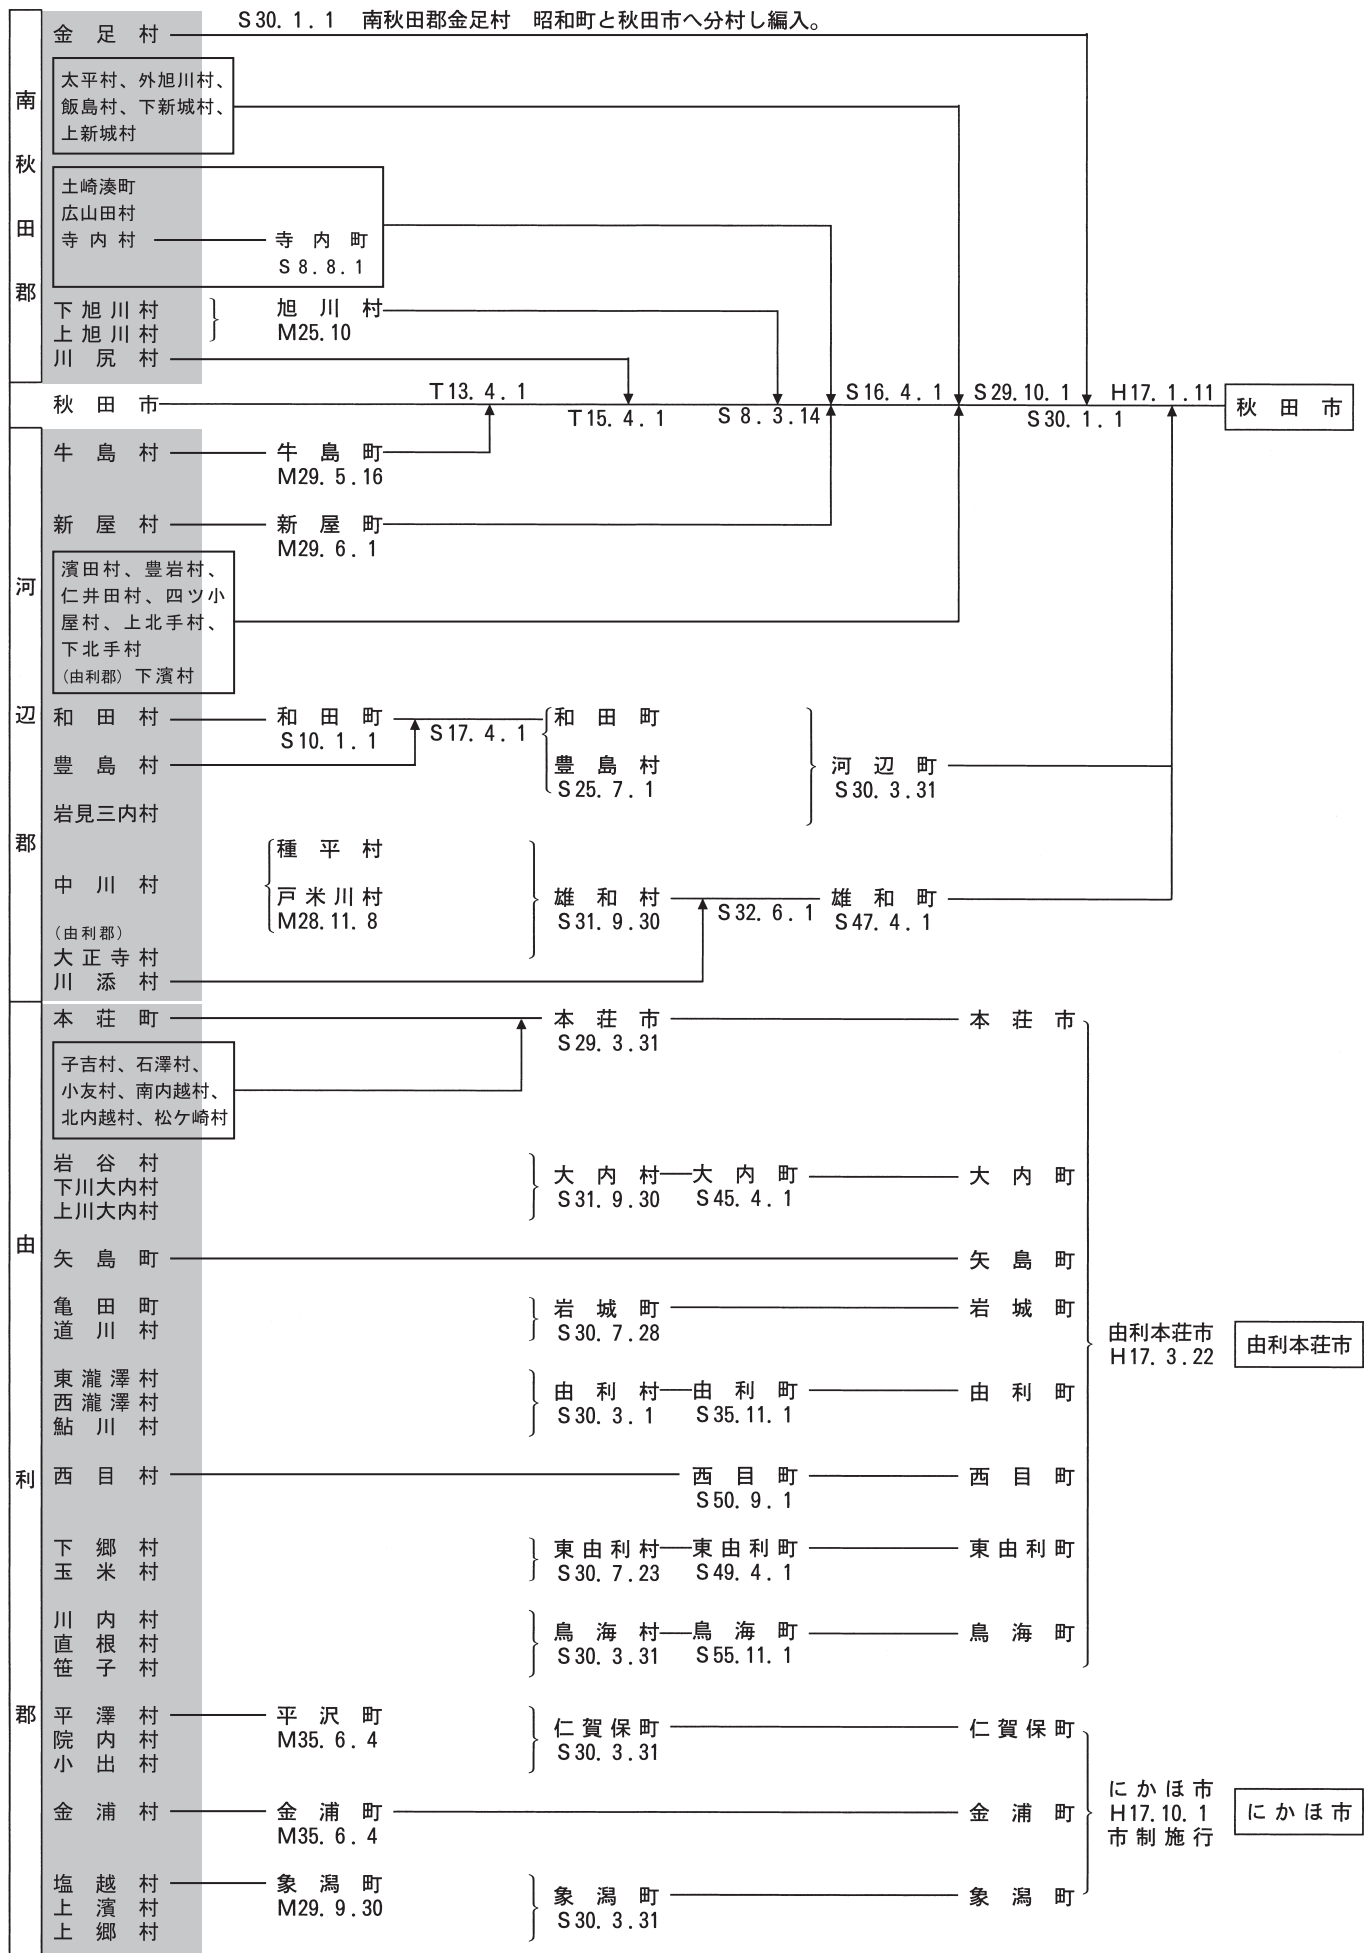 S30.1.1 南秋田郡金足村 昭和町と秋田市へ分村し編入。
南秋田郡
金足村
太平村、外旭川村、
飯島村、下新城村、
上新城村
土崎湊町
広山田村
寺内村 寺内町
S8.8.1
下旭川村 旭川村
上旭川村 M25.10
川尻村
秋田市 T13.4.1 T15.4.1 S8.3.14 S16.4.1 S29.10.1 S30.1.1 H17.1.11 秋田市
河辺郡
牛島村 牛島町
M29.5.16
新屋村 新屋町
M29.6.1
濱田村、豊岩村、
仁井田村、四ツ小
屋村、上北手村、
下北手村
(由利郡)下濱村
和田村 和田町 S17.4.1 和田町
S10.1.1
豊島村 豊島村 河辺町
S25.7.1 S30.3.31
岩見三内村
種平村
中川村
戸米川村 雄和村 S32.6.1 雄和町
M28.11.8 S31.9.30 S47.4.1
(由利郡)
大正寺村
川添村
由利郡
本荘町 本荘市 本荘市
S29.3.31
子吉村、石澤村、
小友村、南内越村、
北内越村、松ケ崎村
岩谷村 大内村 大内町 大内町
下川大内村 S31.9.30 S45.4.1
上川大内村
矢島町 矢島町
亀田町 岩城町 岩城町
道川村 S30.7.28
由利本荘市 由利本荘市
H17.3.22
東瀧澤村
西瀧澤村 由利村 由利町 由利町
鮎川村 S30.3.1 S35.11.1
西目村 西目町 西目町
S50.9.1
下郷村 東由利村 東由利町 東由利町
玉米村 S30.7.23 S49.4.1
川内村
直根村 鳥海村 鳥海町 鳥海町
笹子村 S30.3.31 S55.11.1
平澤村 平沢町 仁賀保町 仁賀保町
院内村 M35.6.4 S30.3.31
小出村
にかほ市
金浦村 金浦町 金浦町 H17.10.1 にかほ市
M35.6.4 市制施行
塩越村 象潟町 象潟町 象潟町
上濱村 M29.9.30 S30.3.31
上郷村